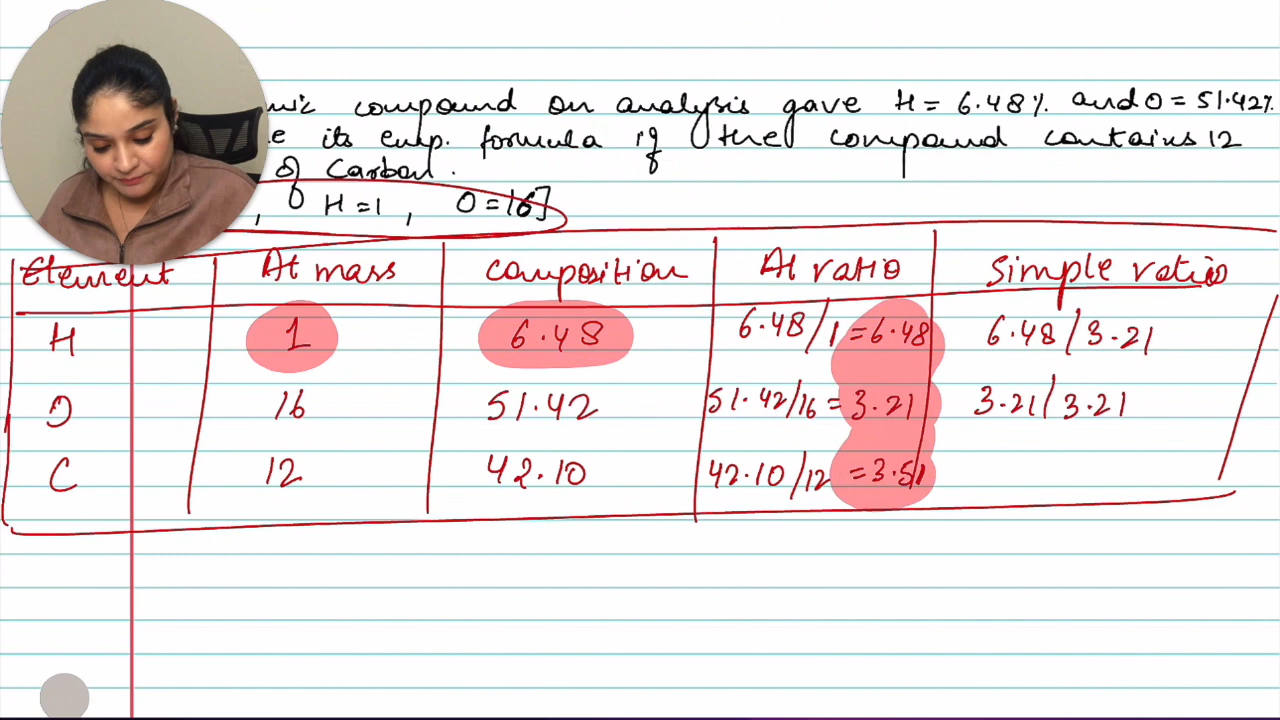 compound on analysis gave H = 6.48% and O = 51.42%
its emp. formula if the compound contains 12
of Carbon.
, H = 1 , O = 16]
Element At mass composition At ratio simple ratio
H 1 6.48 6.48/1 = 6.48 6.48/3.21
O 16 51.42 51.42/16 = 3.21 3.21/3.21
C 12 42.10 42.10/12 = 3.51